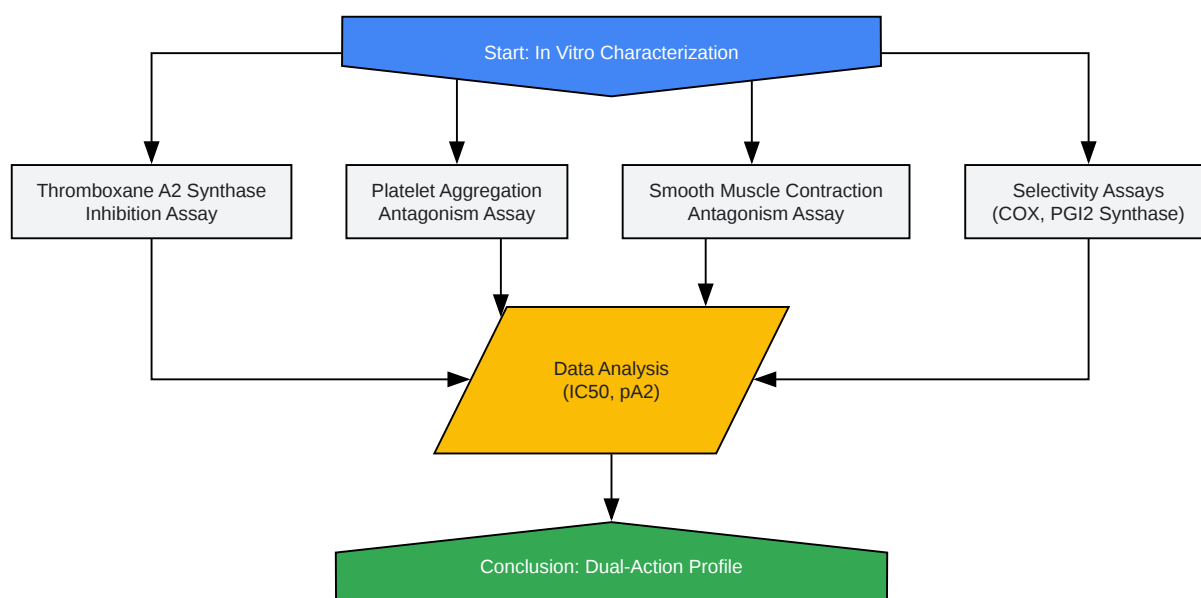 Start: In Vitro Characterization
Thromboxane A2 Synthase
Inhibition Assay
Platelet Aggregation
Antagonism Assay
Smooth Muscle Contraction
Antagonism Assay
Selectivity Assays
(COX, PGI2 Synthase)
Data Analysis
(IC50, pA2)
Conclusion: Dual-Action Profile